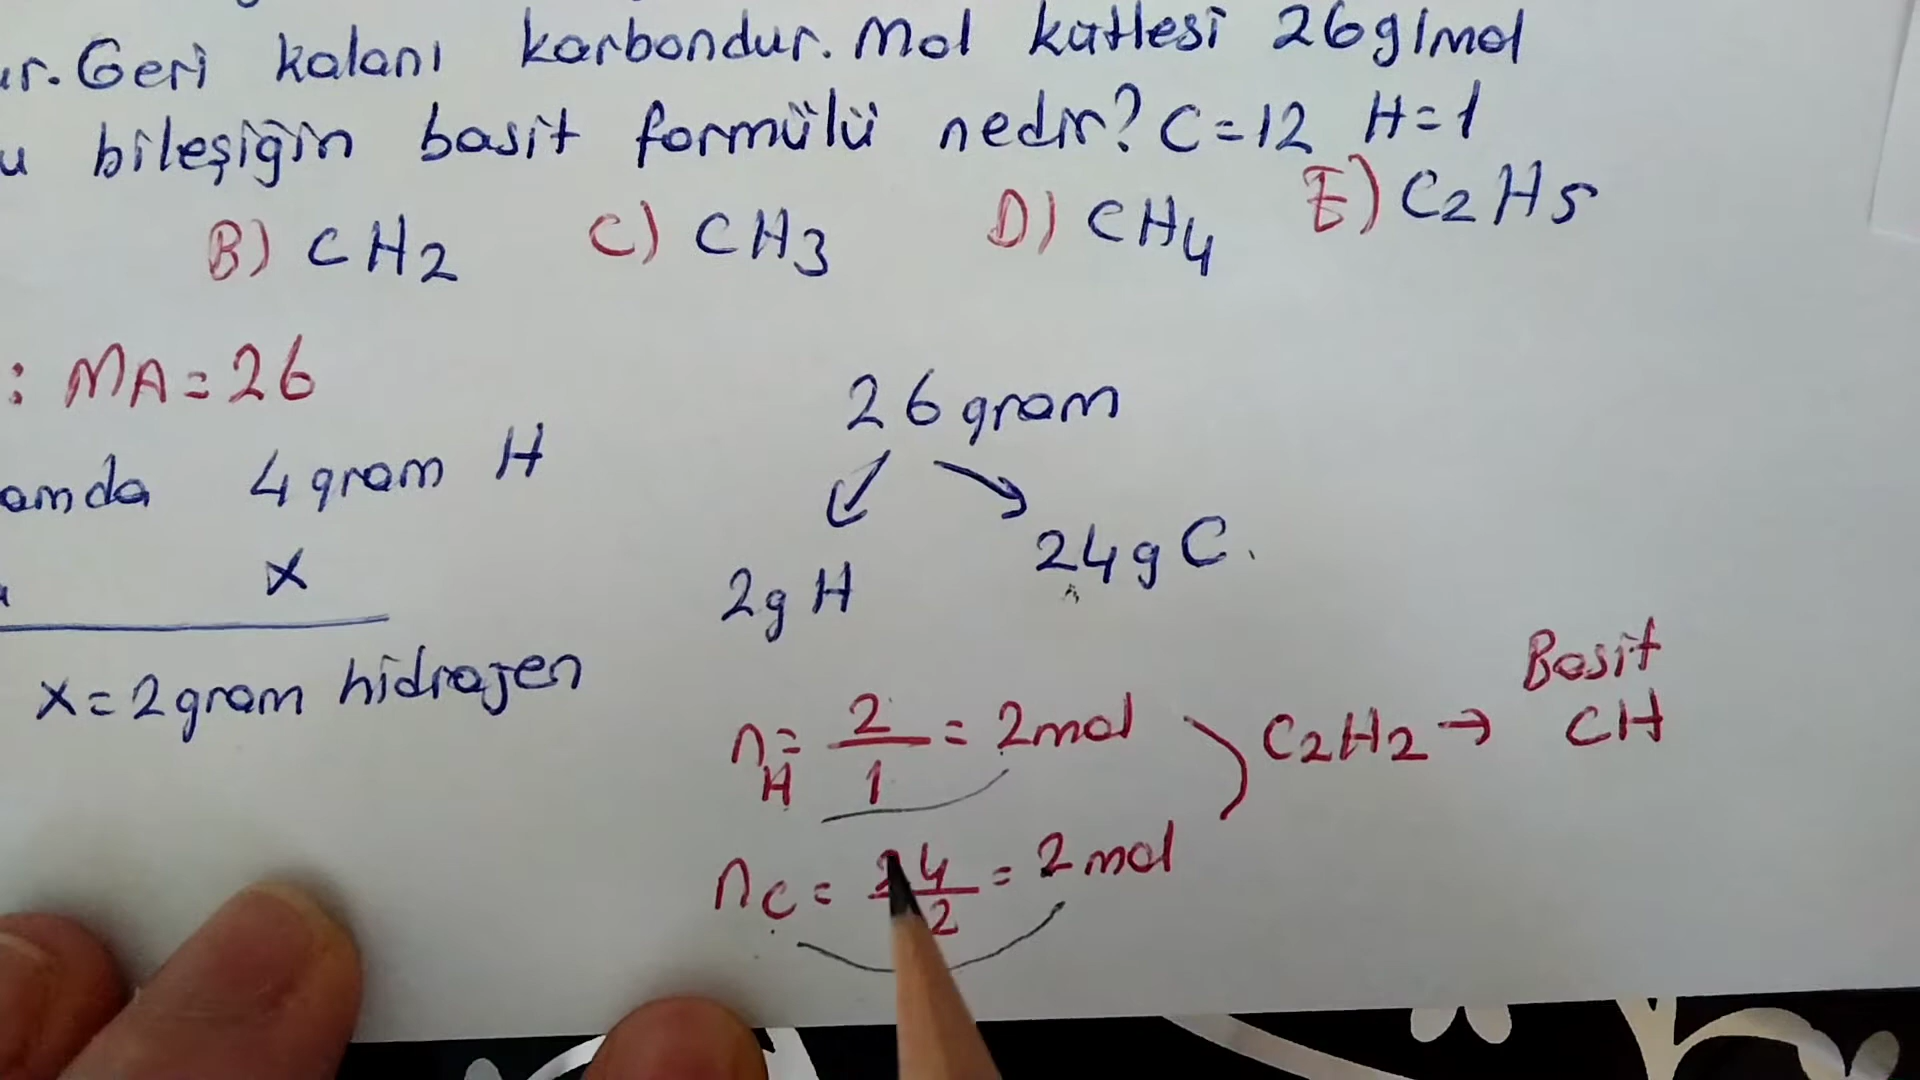 ur. Geri kalanı karbondur. Mol kütlesi 26g/mol
u bileşiğin basit formülü nedir? C=12 H=1
B) CH2 C) CH3 D) CH4 E) C2H5
: MA=26
26 gram
amda 4 gram H
x
2g H 24g C.
x=2 gram hidrojen
nH = 2/1 = 2 mol
C2H2 → Basit CH
nC = 24/2 = 2 mol